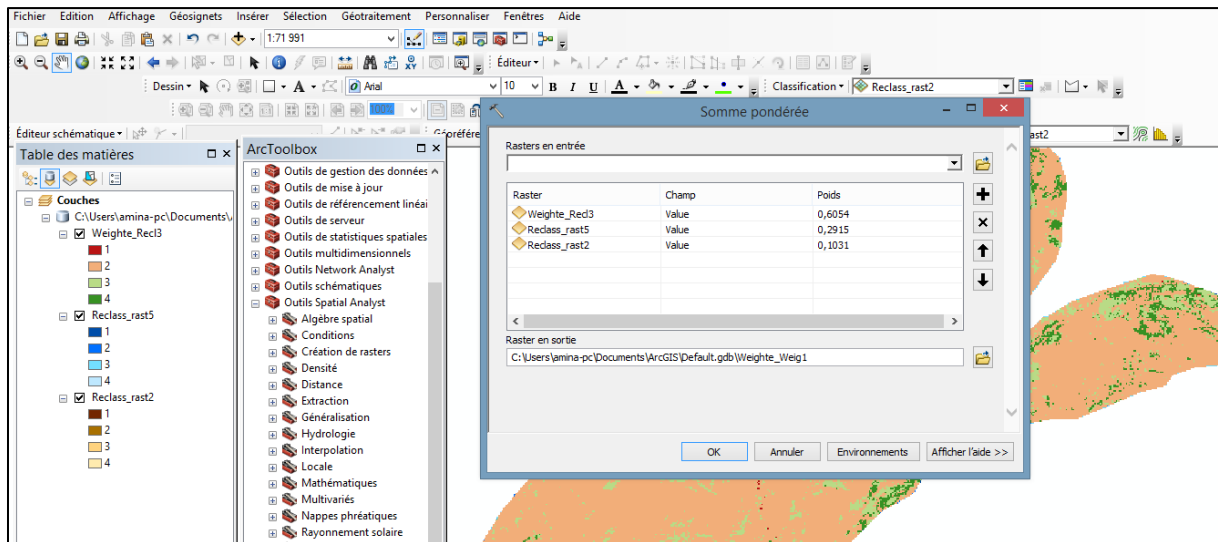 Fichier Edition Affichage Géosignets Insérer Sélection Géotraitement Personnaliser Fenêtres Aide
1:71 991
Éditeur
Dessin A Arial 10 B I U A Classification Reclass_rast2
100%
Éditeur schématique Géoréfére ast2
Table des matières
Couches
C:\Users\amina-pc\Documents\
Weighte_Recl3
1
2
3
4
Reclass_rast5
1
2
3
4
Reclass_rast2
1
2
3
4
ArcToolbox
Outils de gestion des données
Outils de mise à jour
Outils de référencement linéai
Outils de serveur
Outils de statistiques spatiales
Outils multidimensionnels
Outils Network Analyst
Outils schématiques
Outils Spatial Analyst
Algèbre spatial
Conditions
Création de rasters
Densité
Distance
Extraction
Généralisation
Hydrologie
Interpolation
Locale
Mathématiques
Multivariés
Nappes phréatiques
Rayonnement solaire
Somme pondérée
Rasters en entrée
Raster Champ Poids
Weighte_Recl3 Value 0,6054
Reclass_rast5 Value 0,2915
Reclass_rast2 Value 0,1031
Raster en sortie
C:\Users\amina-pc\Documents\ArcGIS\Default.gdb\Weighte_Weig1
OK Annuler Environnements Afficher l'aide >>